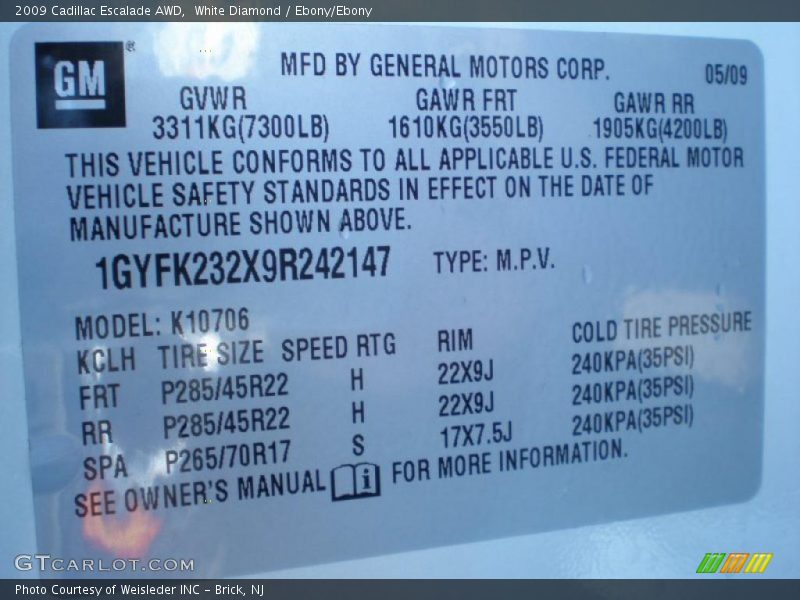 2009 Cadillac Escalade AWD,  White Diamond / Ebony/Ebony
GM ®
MFD BY GENERAL MOTORS CORP.
05/09
GVWR GAWR FRT GAWR RR
3311KG(7300LB) 1610KG(3550LB) 1905KG(4200LB)
THIS VEHICLE CONFORMS TO ALL APPLICABLE U.S. FEDERAL MOTOR
VEHICLE SAFETY STANDARDS IN EFFECT ON THE DATE OF
MANUFACTURE SHOWN ABOVE.
1GYFK232X9R242147 TYPE: M.P.V.
MODEL: K10706
KCLH TIRE SIZE SPEED RTG RIM COLD TIRE PRESSURE
FRT P285/45R22 H 22X9J 240KPA(35PSI)
RR P285/45R22 H 22X9J 240KPA(35PSI)
SPA P265/70R17 S 17X7.5J 240KPA(35PSI)
SEE OWNER'S MANUAL i FOR MORE INFORMATION.
GTCARLOT.COM
Photo Courtesy of Weisleder INC - Brick, NJ